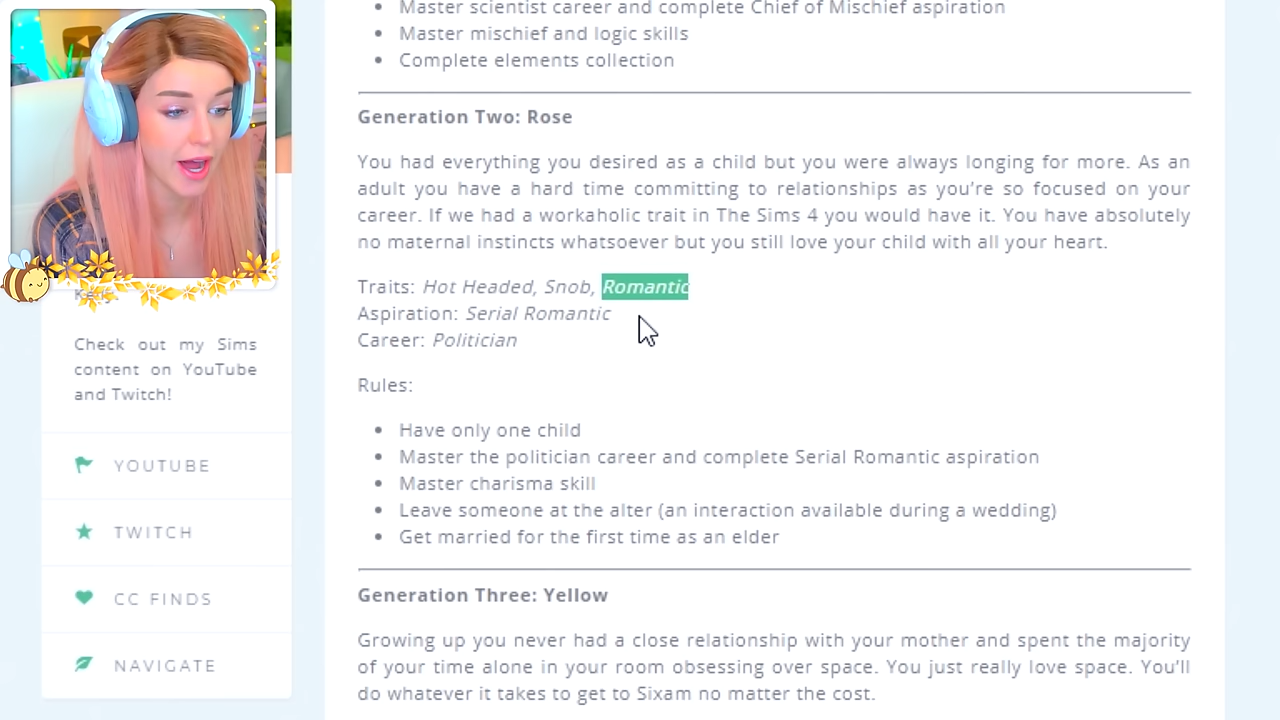 Master scientist career and complete Chief of Mischief aspiration
Master mischief and logic skills
Complete elements collection
Generation Two: Rose
You had everything you desired as a child but you were always longing for more. As an
adult you have a hard time committing to relationships as you're so focused on your
career. If we had a workaholic trait in The Sims 4 you would have it. You have absolutely
no maternal instincts whatsoever but you still love your child with all your heart.
Traits: Hot Headed, Snob, Romantic
Aspiration: Serial Romantic
Career: Politician
Rules:
Have only one child
Master the politician career and complete Serial Romantic aspiration
Master charisma skill
Leave someone at the alter (an interaction available during a wedding)
Get married for the first time as an elder
Generation Three: Yellow
Growing up you never had a close relationship with your mother and spent the majority
of your time alone in your room obsessing over space. You just really love space. You'll
do whatever it takes to get to Sixam no matter the cost.
Check out my Sims
content on YouTube
and Twitch!
YOUTUBE
TWITCH
CC FINDS
NAVIGATE